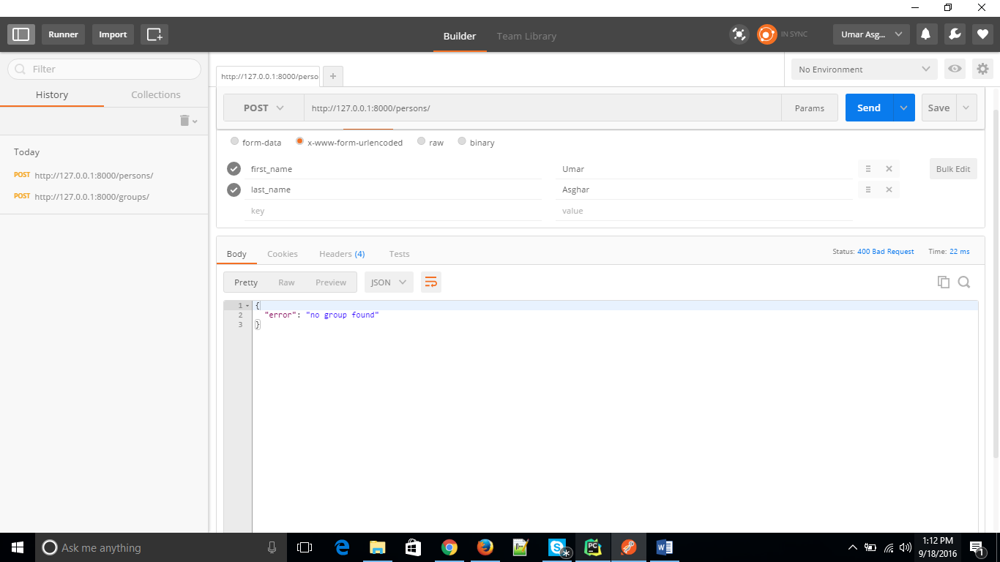 Runner Import Builder Team Library IN SYNC Umar Asg...
Filter
http://127.0.0.1:8000/perso + No Environment
History Collections
POST http://127.0.0.1:8000/persons/ Params Send Save
form-data x-www-form-urlencoded raw binary
Today
first_name Umar Bulk Edit
POST http://127.0.0.1:8000/persons/
last_name Asghar
POST http://127.0.0.1:8000/groups/
key value
Body Cookies Headers (4) Tests Status: 400 Bad Request Time: 22 ms
Pretty Raw Preview JSON
1 {
2 "error": "no group found"
3 }
Ask me anything
PC
W
1:12 PM
9/18/2016
1